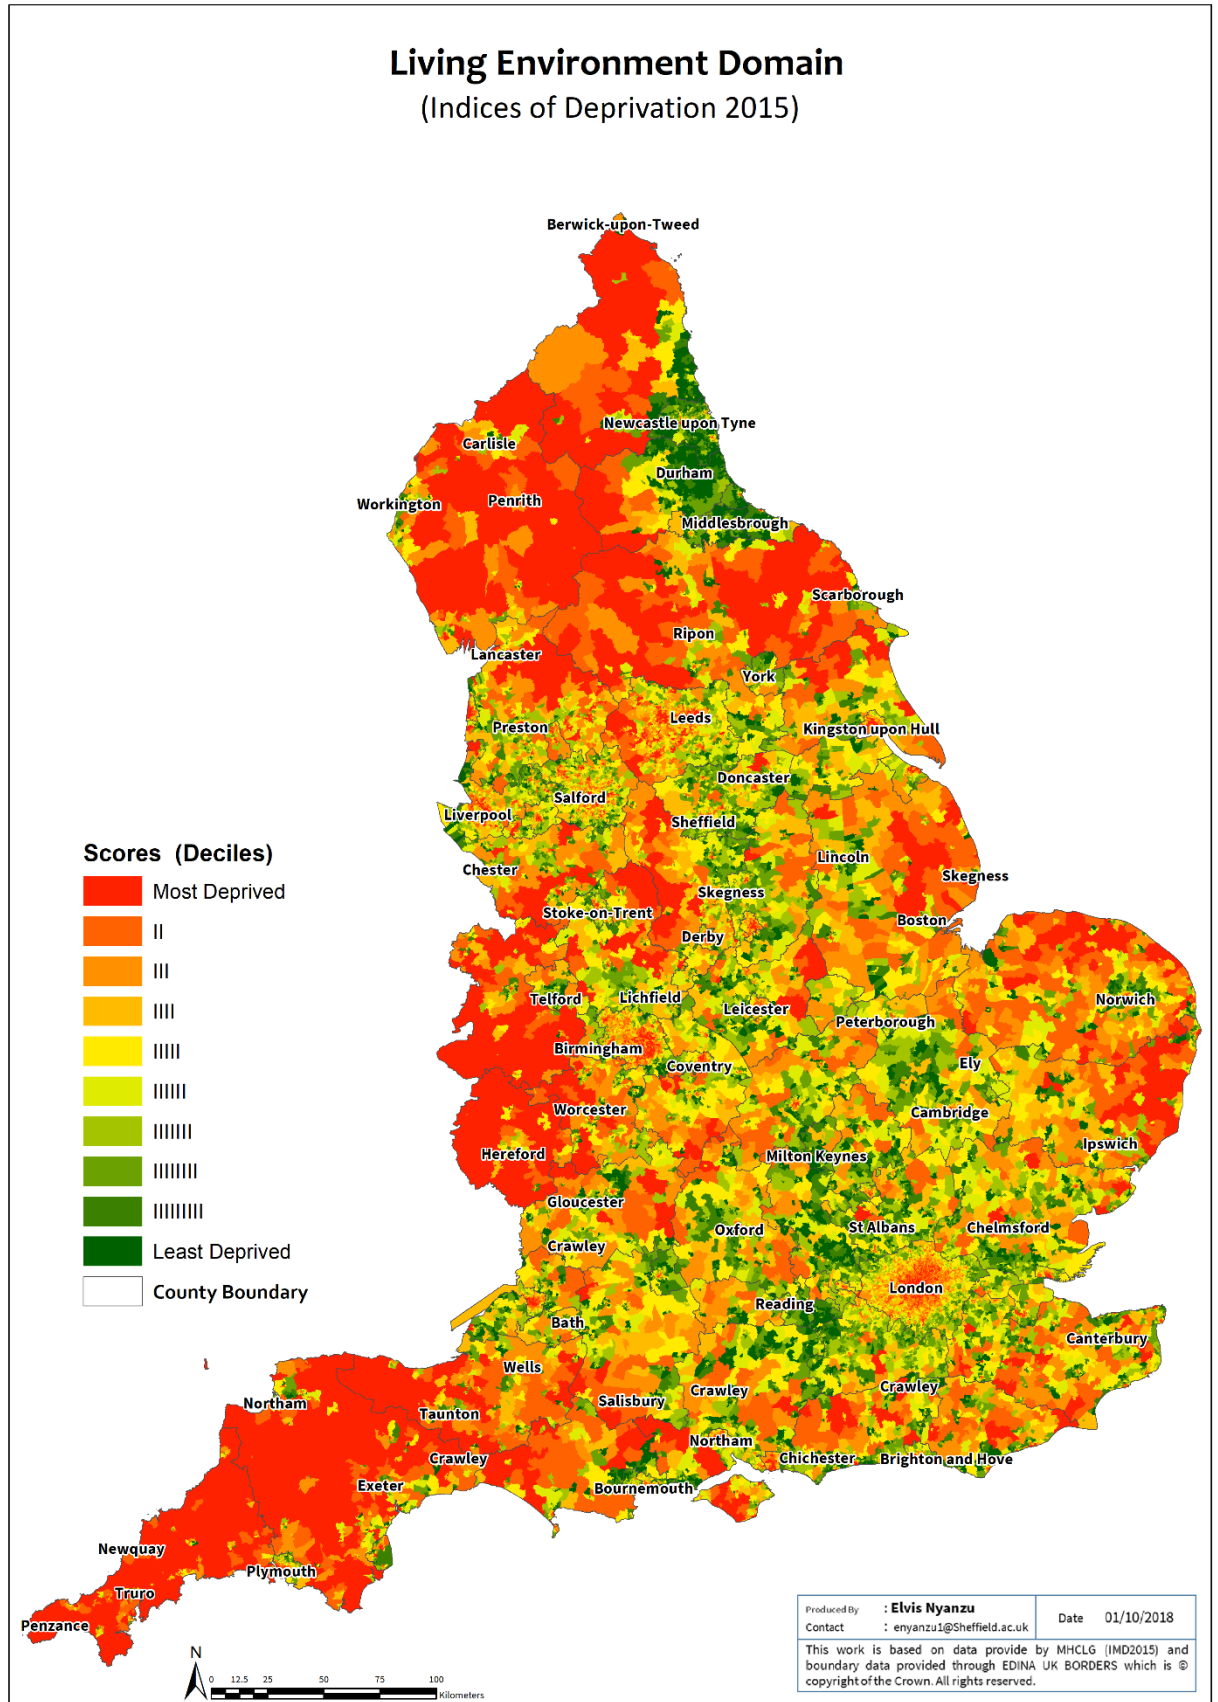 Living Environment Domain
(Indices of Deprivation 2015)
Berwick-upon-Tweed
Newcastle upon Tyne
Carlisle
Durham
Workington
Penrith
Middlesbrough
Scarborough
Ripon
Lancaster
York
Leeds
Preston
Kingston upon Hull
Doncaster
Salford
Liverpool
Sheffield
Scores (Deciles)
Most Deprived
II
III
IIII
IIIII
IIIIII
IIIIIII
IIIIIIII
IIIIIIIII
Least Deprived
County Boundary
Lincoln
Chester
Skegness
Skegness
Stoke-on-Trent
Boston
Derby
Telford
Lichfield
Leicester
Norwich
Peterborough
Birmingham
Coventry
Ely
Worcester
Cambridge
Hereford
Milton Keynes
Ipswich
Gloucester
Oxford
St Albans
Chelmsford
Crawley
London
Reading
Bath
Canterbury
Wells
Crawley
Crawley
Northam
Salisbury
Taunton
Northam
Crawley
Chichester
Brighton and Hove
Exeter
Bournemouth
Newquay
Plymouth
Truro
Penzance
Produced By : Elvis Nyanzu
Contact : enyanzu1@Sheffield.ac.uk
Date 01/10/2018
This work is based on data provide by MHCLG (IMD2015) and
boundary data provided through EDINA UK BORDERS which is ©
copyright of the Crown. All rights reserved.
N
0 12.5 25 50 75 100
Kilometers